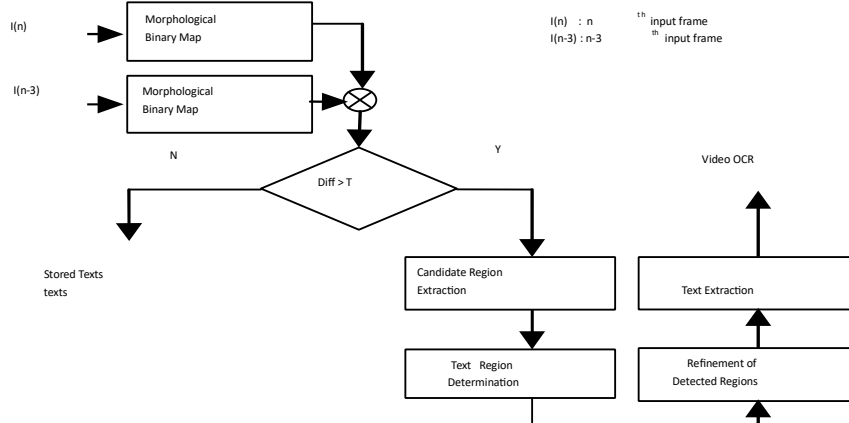 I(n)
Morphological
Binary Map
I(n) : n th input frame
I(n-3) : n-3 th input frame
I(n-3)
Morphological
Binary Map
N
Y
Video OCR
Diff > T
Stored Texts
texts
Candidate Region
Extraction
Text Extraction
Text Region
Determination
Refinement of
Detected Regions